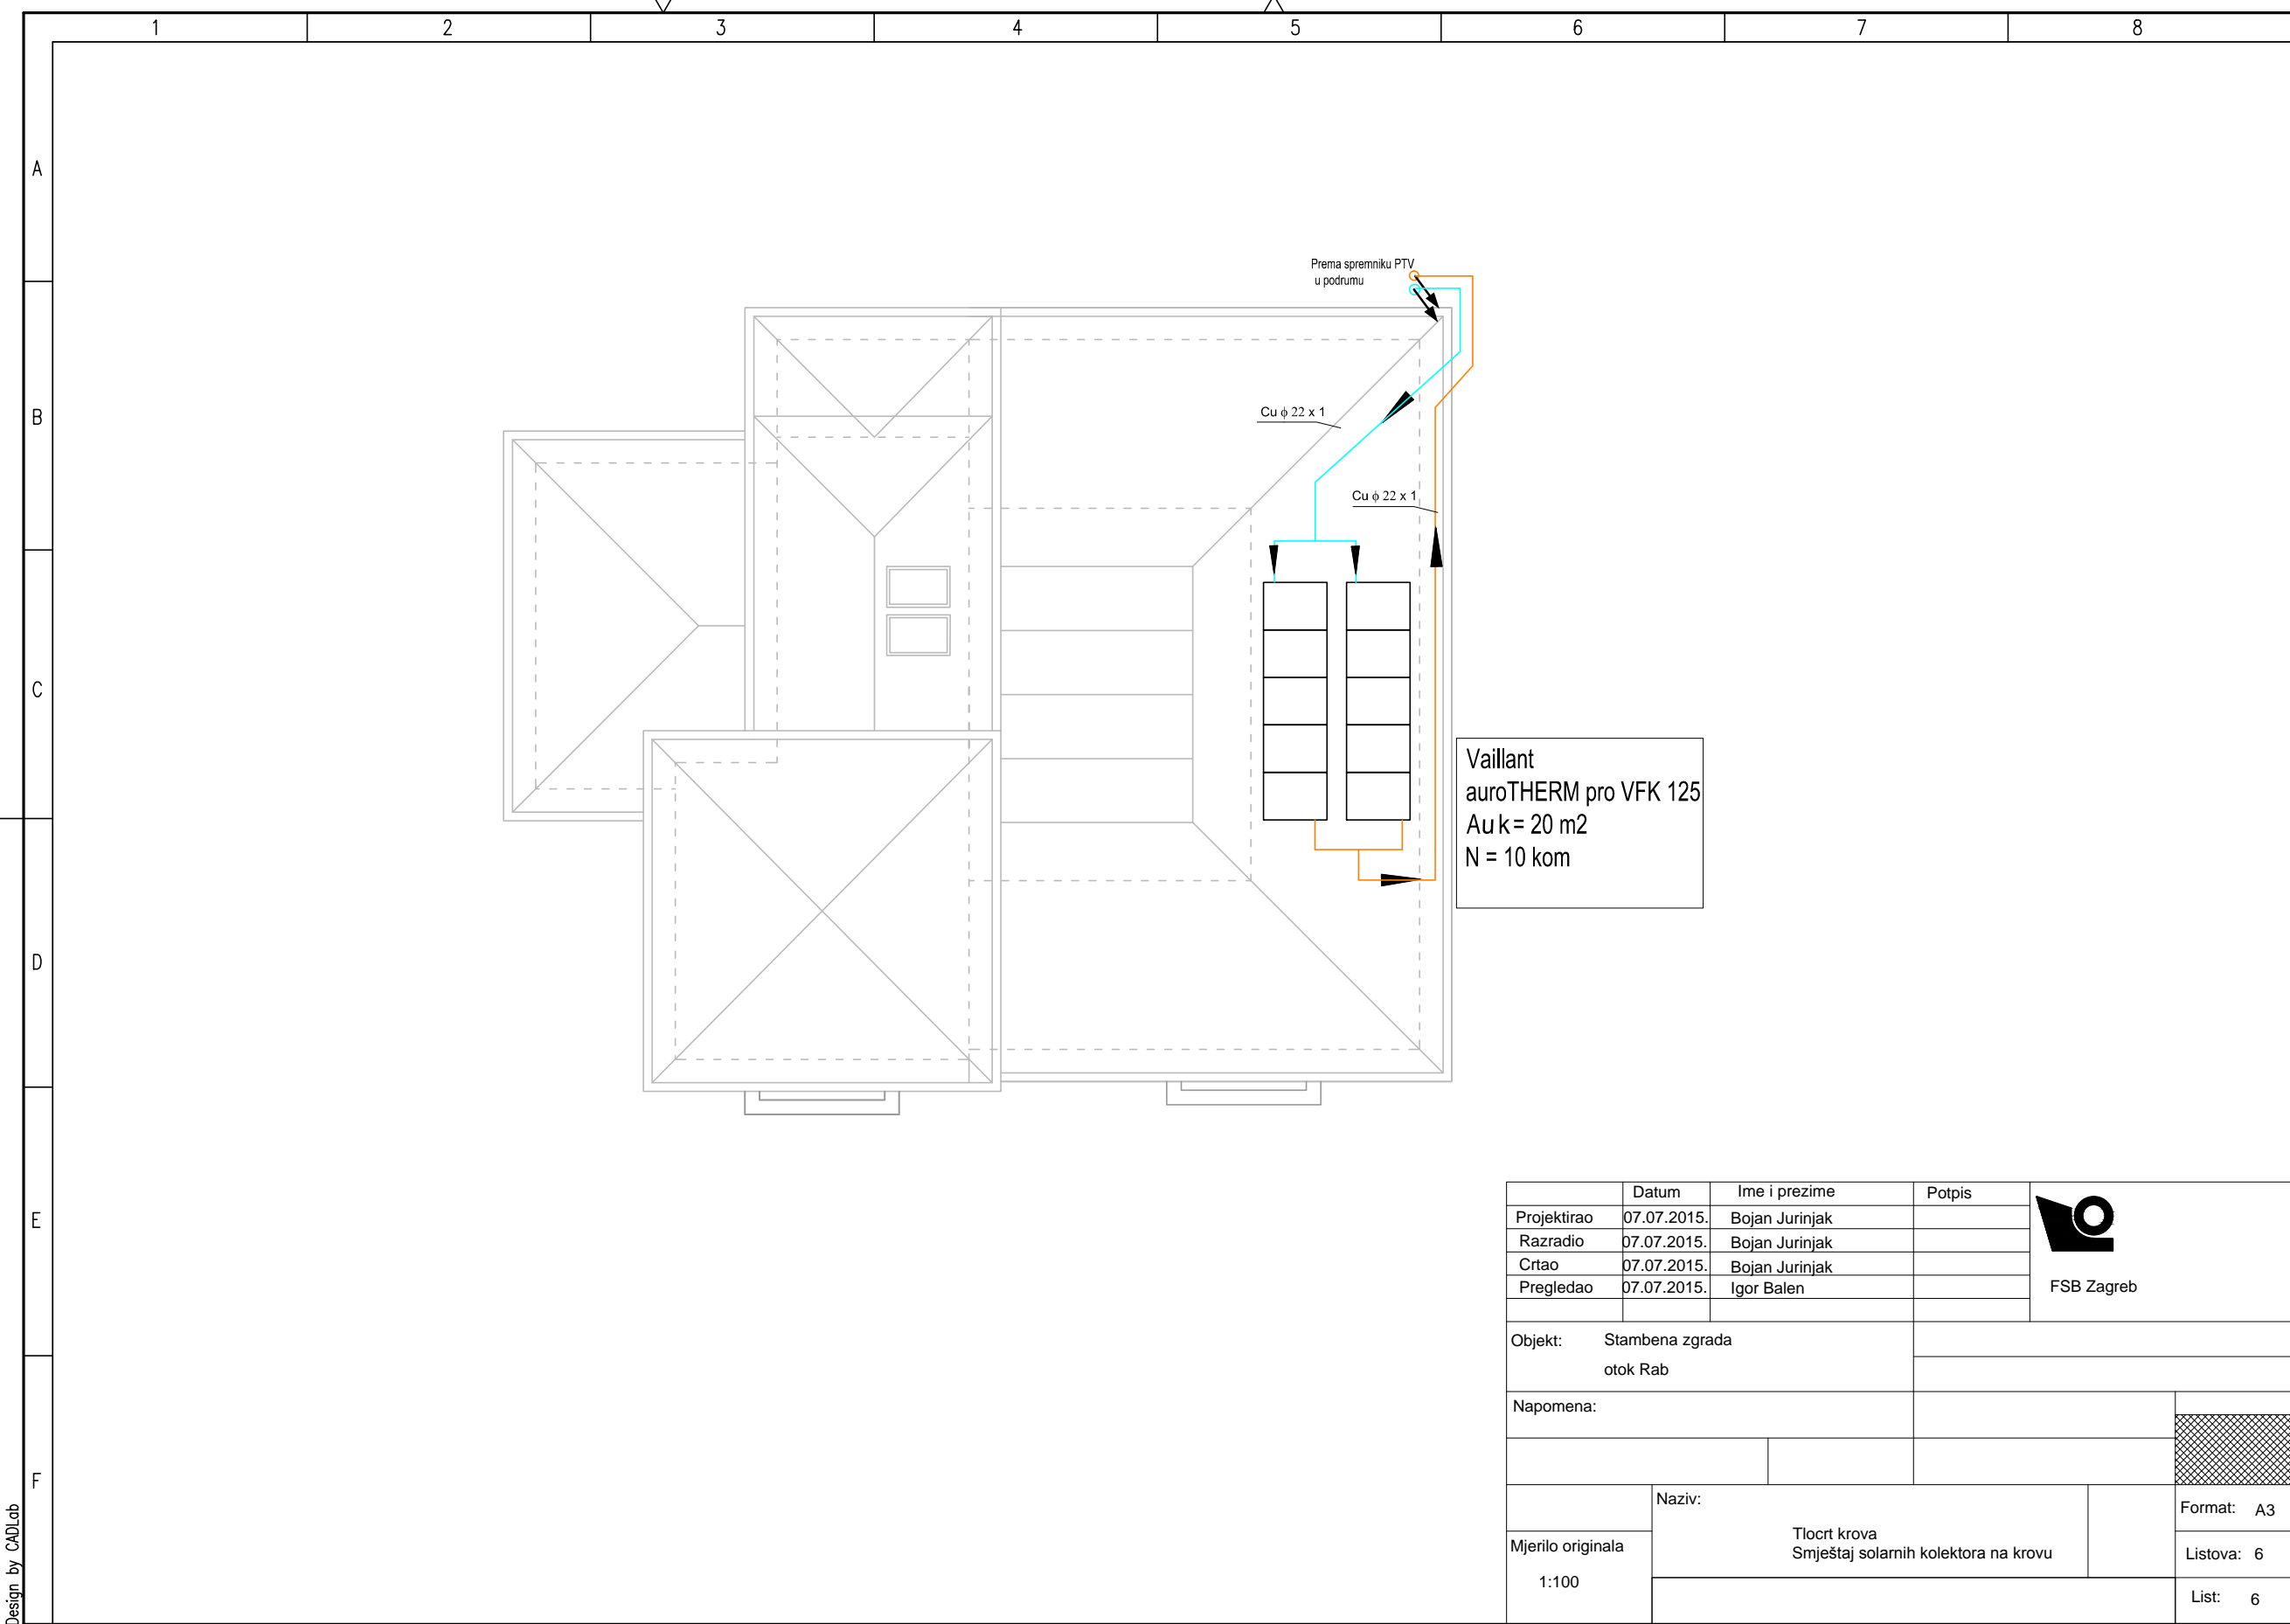 1 2 3 4 5 6 7 8
A
B
C
D
E
F
Prema spremniku PTV
u podrumu
Cu ϕ 22 x 1
Cu ϕ 22 x 1
Vaillant
auroTHERM pro VFK 125
Auk = 20 m2
N = 10 kom
Datum Ime i prezime Potpis
Projektirao 07.07.2015. Bojan Jurinjak
Razradio 07.07.2015. Bojan Jurinjak
Crtao 07.07.2015. Bojan Jurinjak
Pregledao 07.07.2015. Igor Balen
FSB Zagreb
Objekt: Stambena zgrada
otok Rab
Napomena:
Naziv:
Tlocrt krova
Smještaj solarnih kolektora na krovu
Mjerilo originala
1:100
Format: A3
Listova: 6
List: 6
Design by CADLab